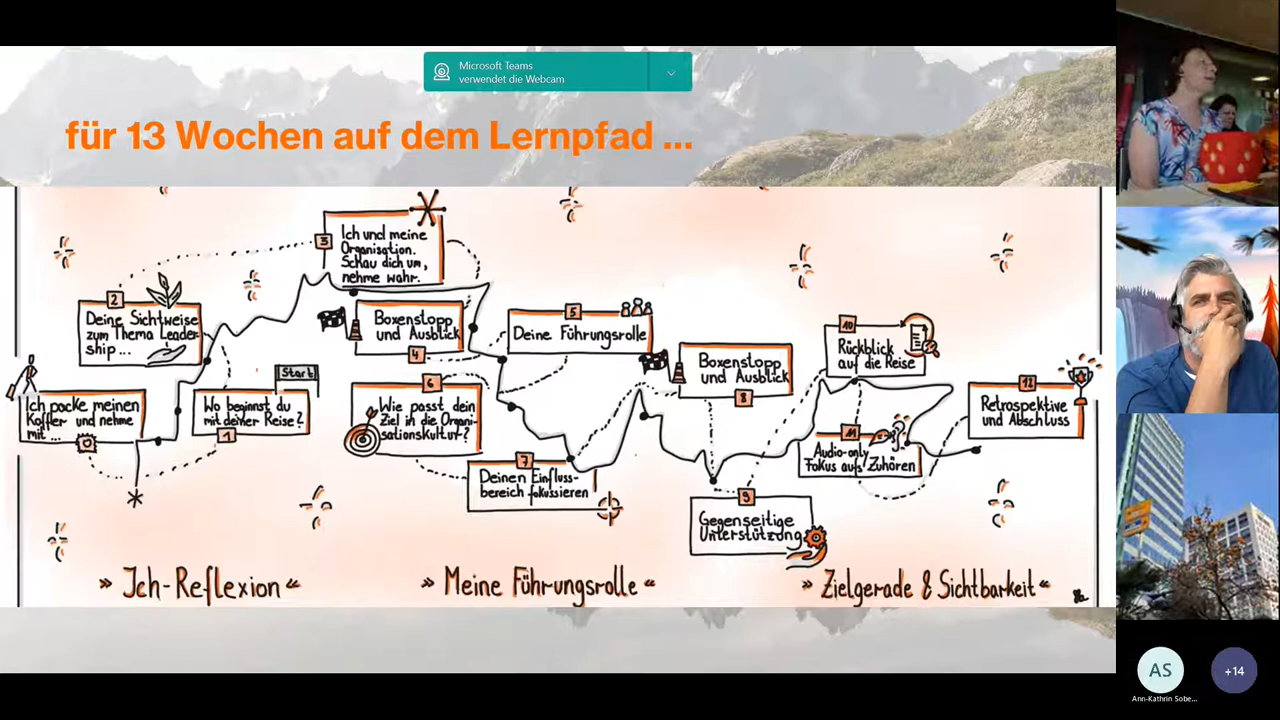 Microsoft Teams
verwendet die Webcam
für 13 Wochen auf dem Lernpfad ...
3
Ich und meine
Organisation.
Schau dich um,
nehme wahr.
2
Deine Sichtweise
zum Thema Leader-
ship ...
Boxenstopp
und Ausblick
4
5
Deine Führungsrolle
Boxenstopp
und Ausblick
8
10
Rückblick
auf die Reise
12
Retrospektive
und Abschluss
Ich packe meinen
Koffer und nehme
mit ...
0
Start
Wo beginnst du
mit deiner Reise?
1
6
Wie passt dein
Ziel in die Organi-
sationskultur?
7
Deinen Einfluss-
bereich fokussieren
11
Audio-only
Fokus aufs Zuhören
9
Gegenseitige
Unterstützung
» Ich-Reflexion «
» Meine Führungsrolle «
» Zielgerade & Sichtbarkeit «
AS
Ann-Kathrin Sobe...
+14